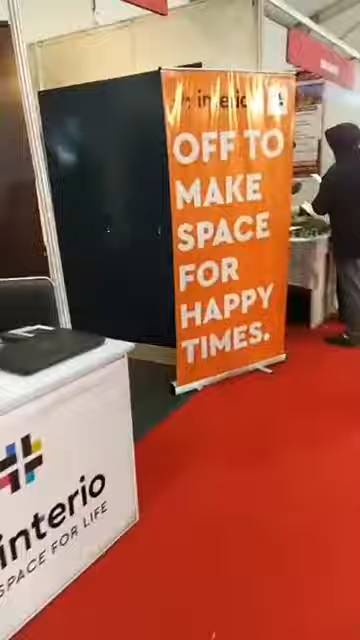 interio
OFF TO
MAKE
SPACE
FOR
HAPPY
TIMES.
interio
SPACE FOR LIFE